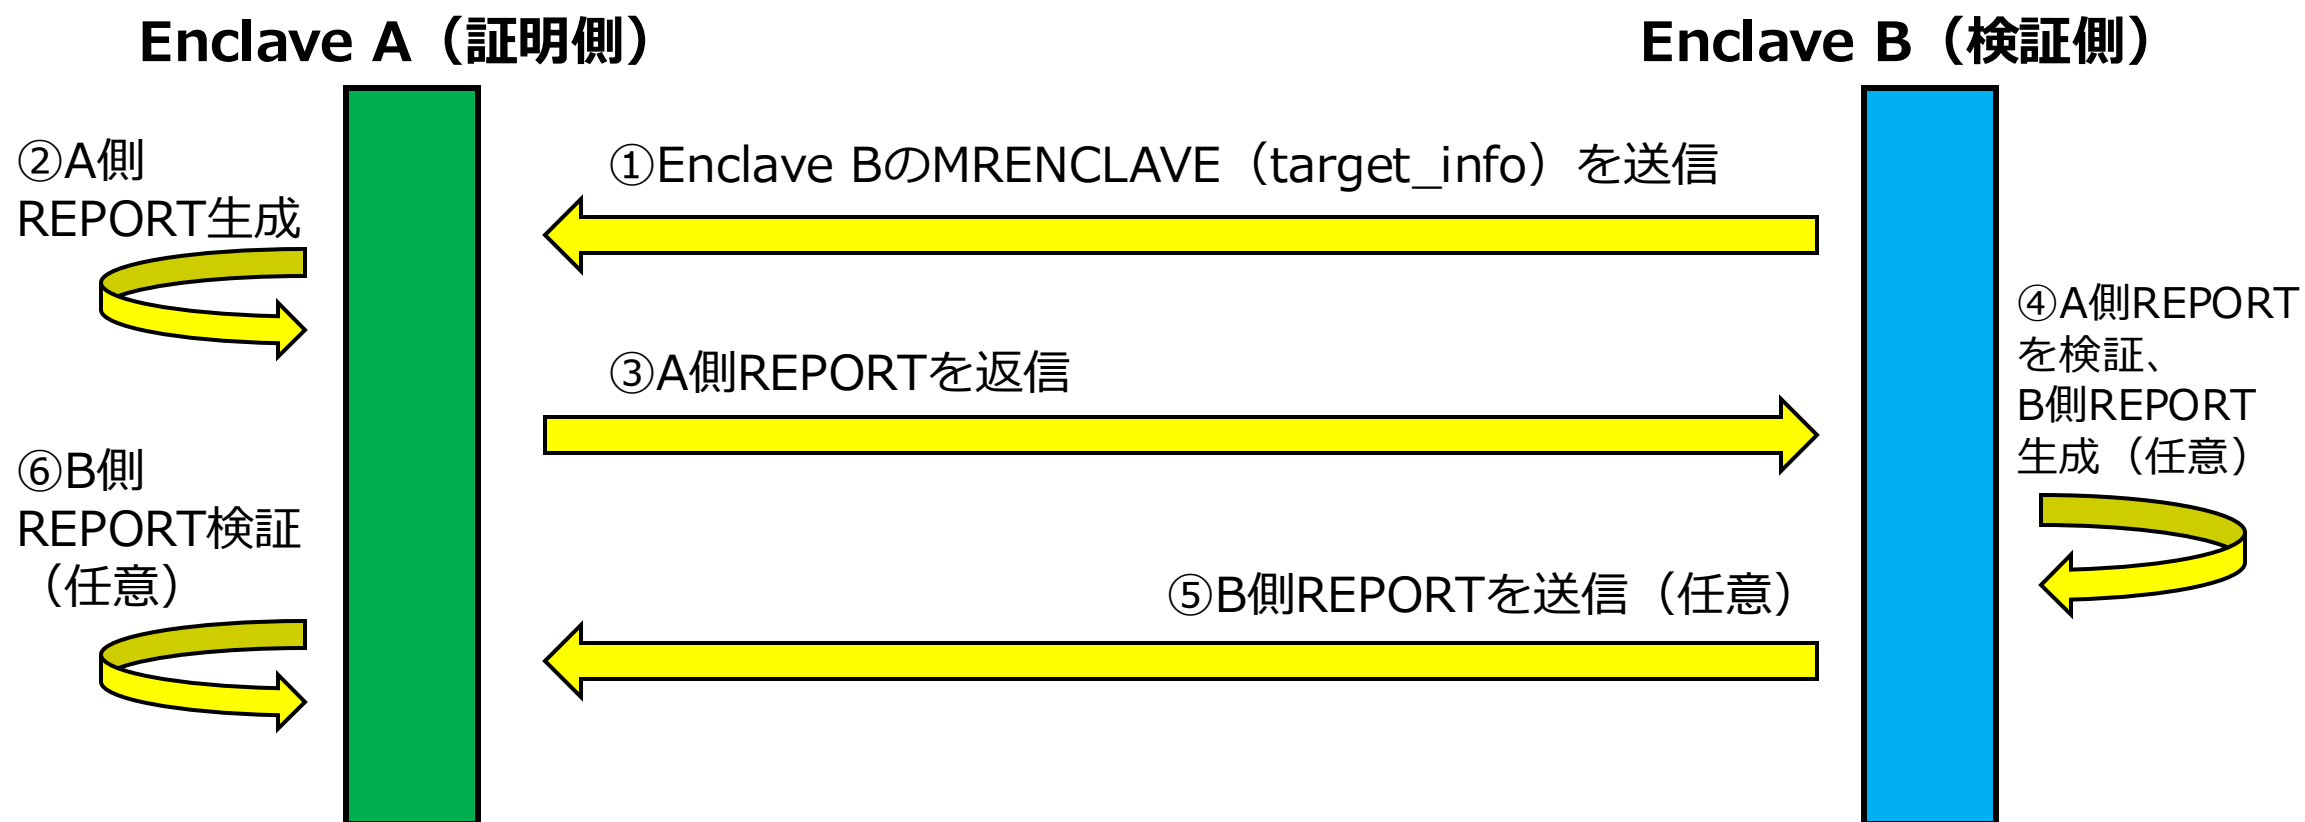 Enclave A（証明側）
Enclave B（検証側）
①Enclave BのMRENCLAVE（target_info）を送信
②A側
REPORT生成
③A側REPORTを返信
④A側REPORT
を検証、
B側REPORT
生成（任意）
⑤B側REPORTを送信（任意）
⑥B側
REPORT検証
（任意）